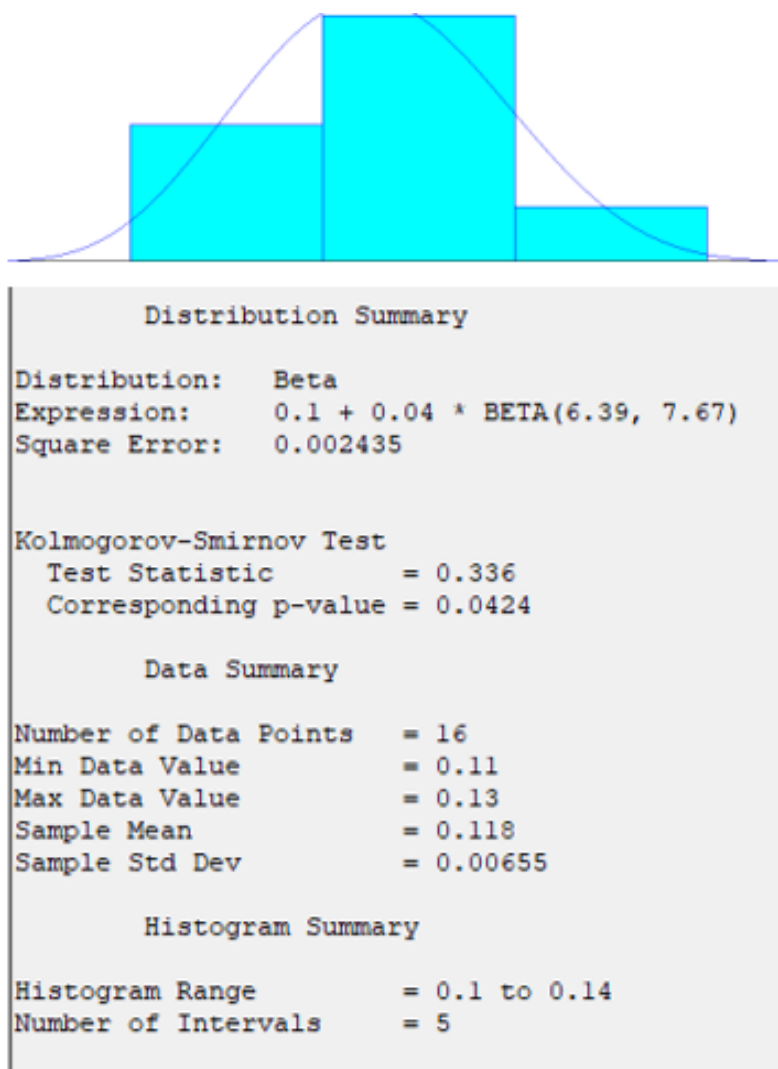 Distribution Summary
Distribution: Beta
Expression: 0.1 + 0.04 * BETA(6.39, 7.67)
Square Error: 0.002435
Kolmogorov-Smirnov Test
Test Statistic = 0.336
Corresponding p-value = 0.0424
Data Summary
Number of Data Points = 16
Min Data Value = 0.11
Max Data Value = 0.13
Sample Mean = 0.118
Sample Std Dev = 0.00655
Histogram Summary
Histogram Range = 0.1 to 0.14
Number of Intervals = 5